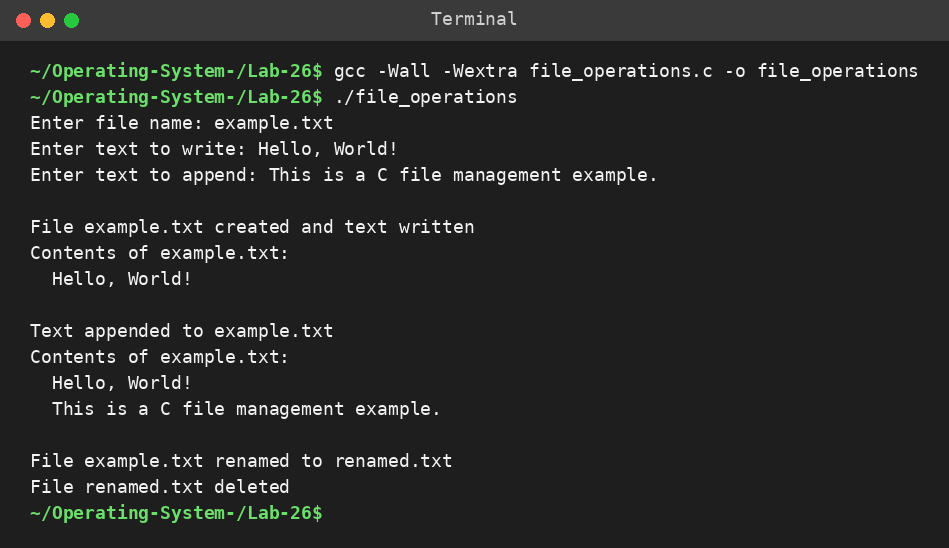 Terminal
~/Operating-System-/Lab-26$ gcc -Wall -Wextra file_operations.c -o file_operations
~/Operating-System-/Lab-26$ ./file_operations
Enter file name: example.txt
Enter text to write: Hello, World!
Enter text to append: This is a C file management example.
File example.txt created and text written
Contents of example.txt:
Hello, World!
Text appended to example.txt
Contents of example.txt:
Hello, World!
This is a C file management example.
File example.txt renamed to renamed.txt
File renamed.txt deleted
~/Operating-System-/Lab-26$